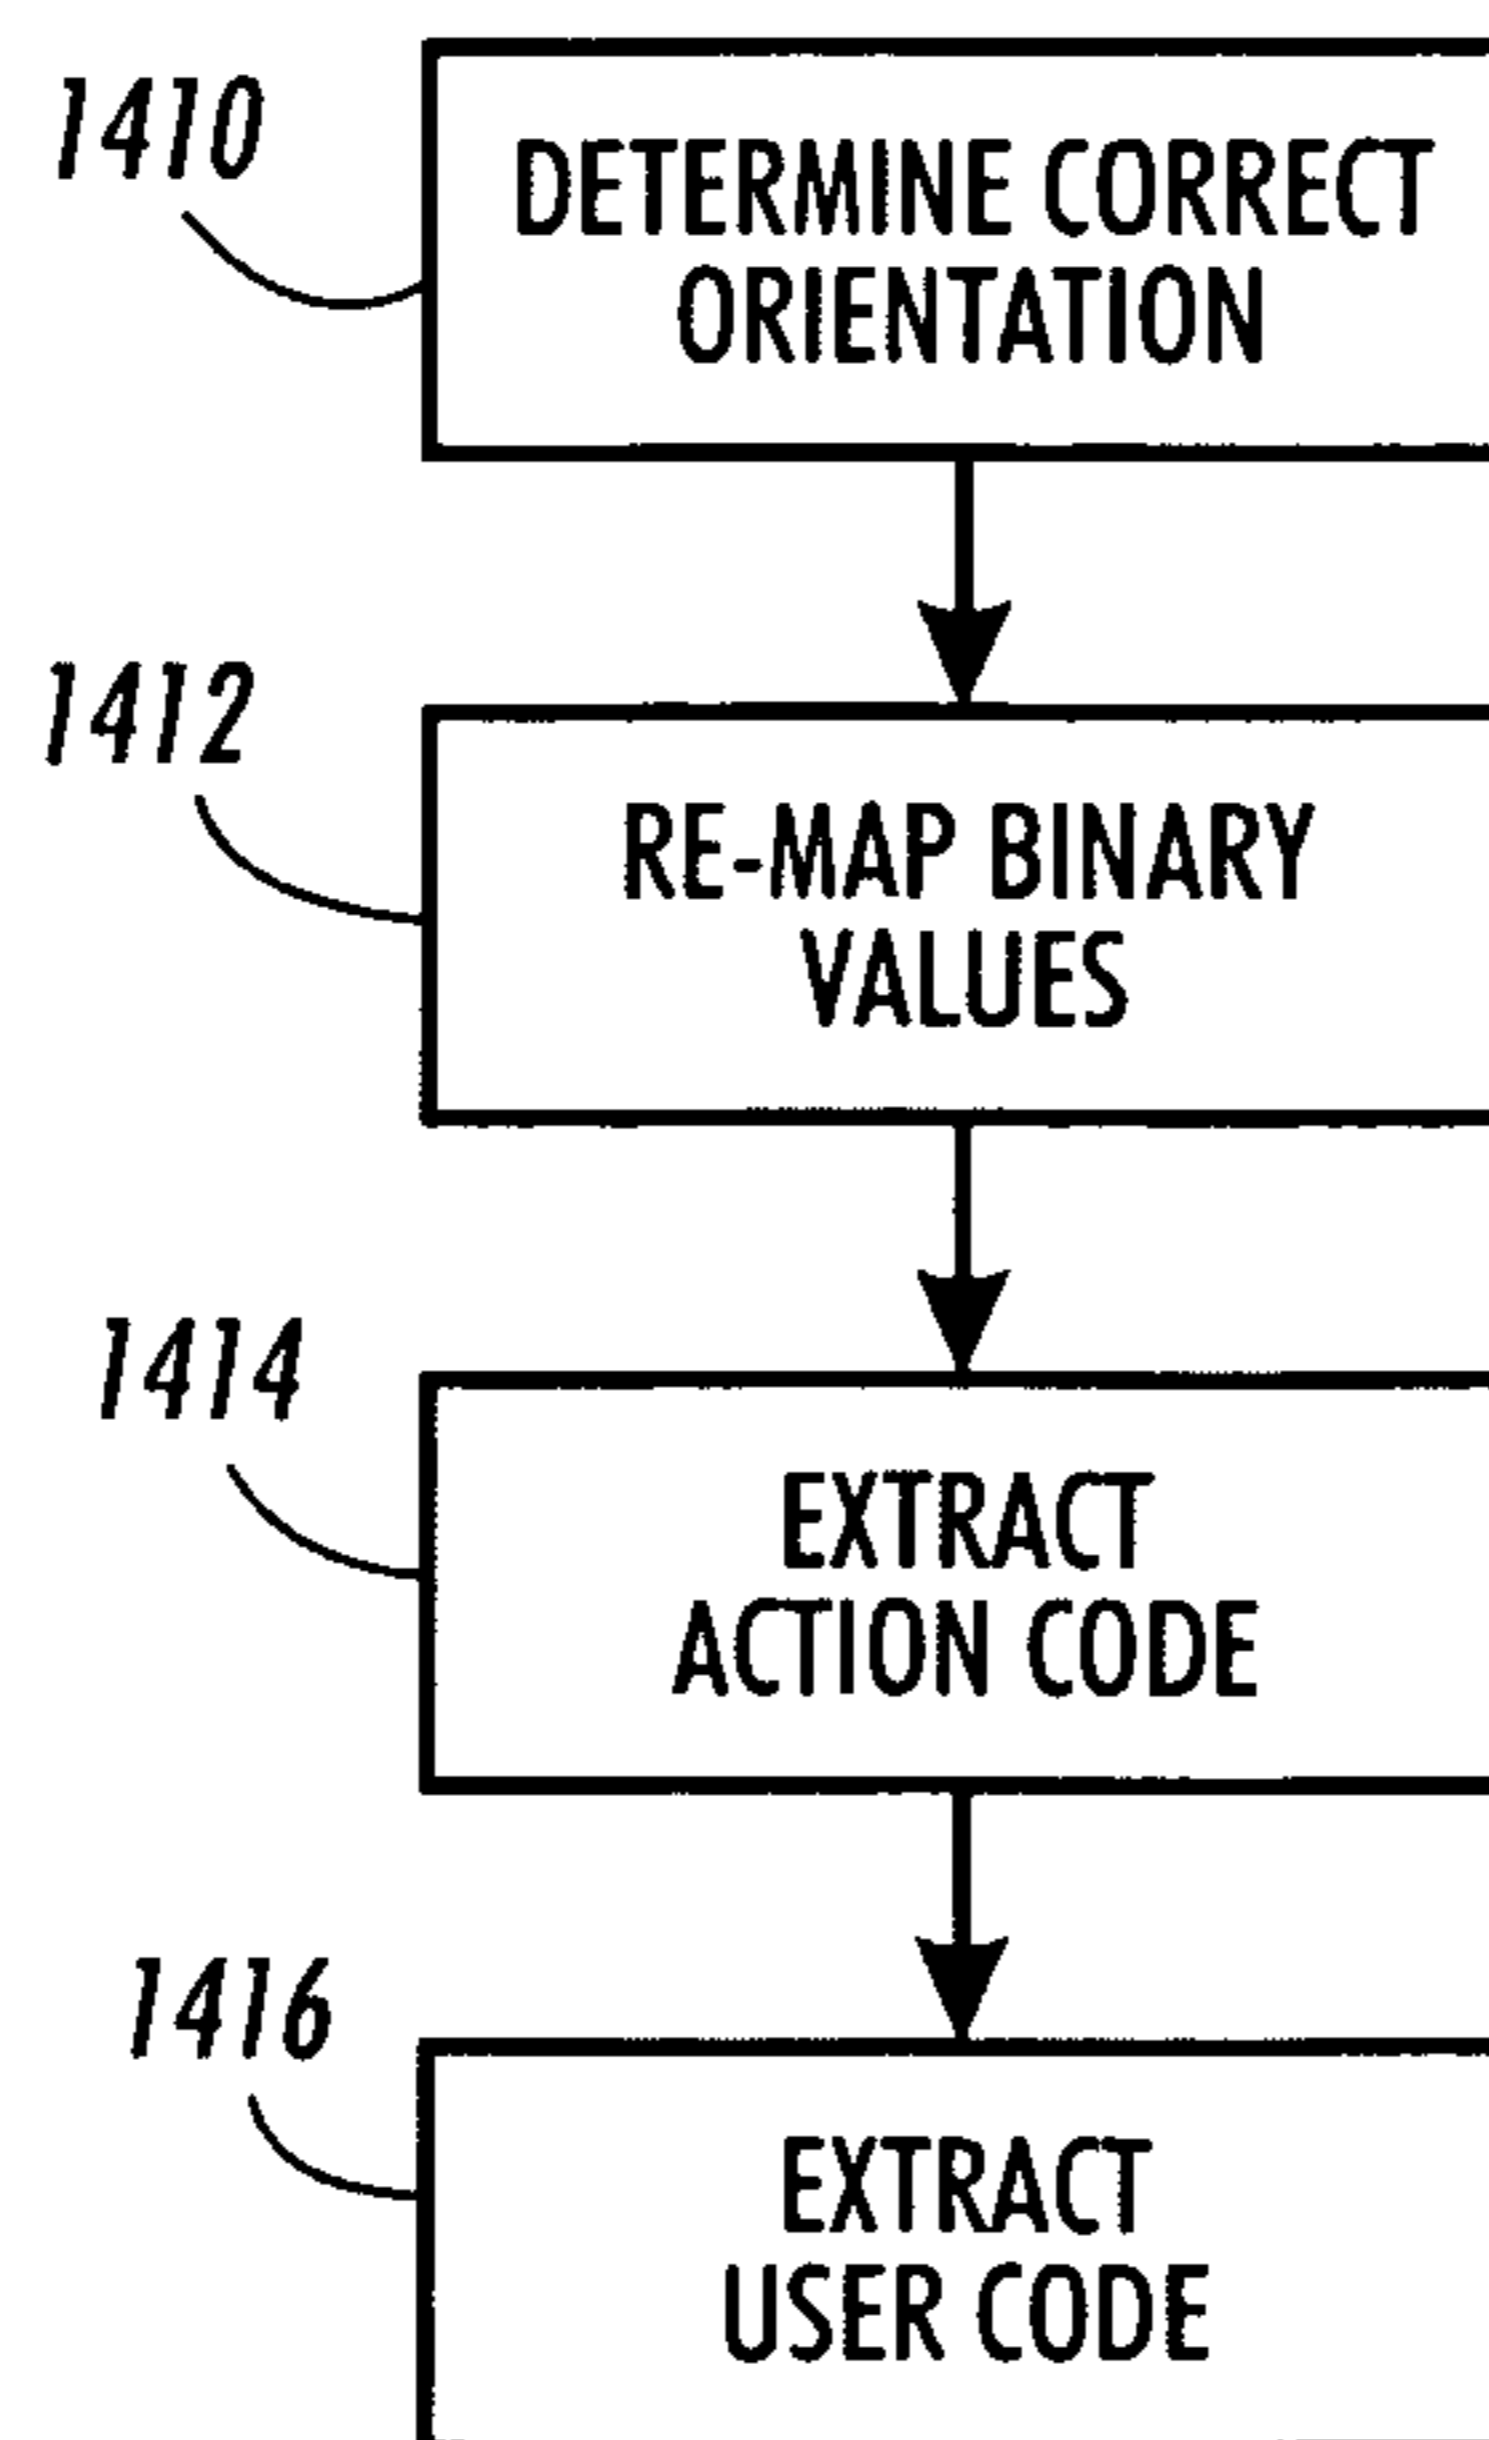 1410
DETERMINE CORRECT
ORIENTATION
1412
RE-MAP BINARY
VALUES
1414
EXTRACT
ACTION CODE
1416
EXTRACT
USER CODE